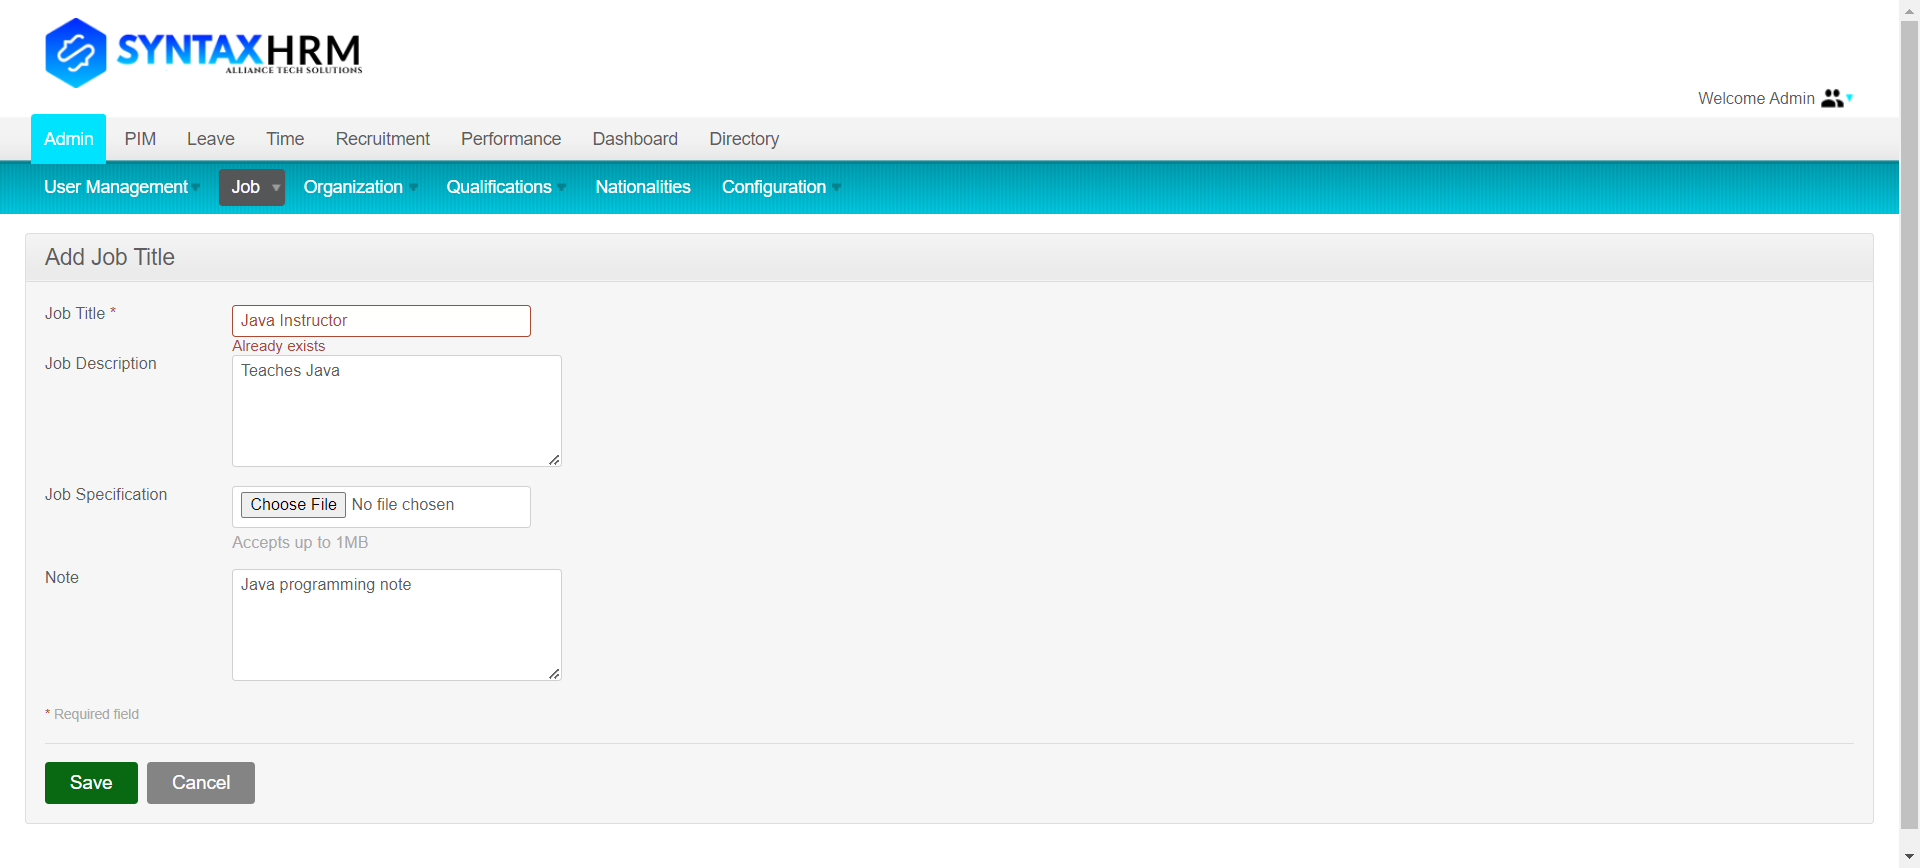 SYNTAXHRM
ALLIANCE TECH SOLUTIONS
Welcome Admin
Admin PIM Leave Time Recruitment Performance Dashboard Directory
User Management Job Organization Qualifications Nationalities Configuration
Add Job Title
Job Title * Java Instructor
Already exists
Job Description Teaches Java
Job Specification Choose File No file chosen
Accepts up to 1MB
Note Java programming note
* Required field
Save Cancel